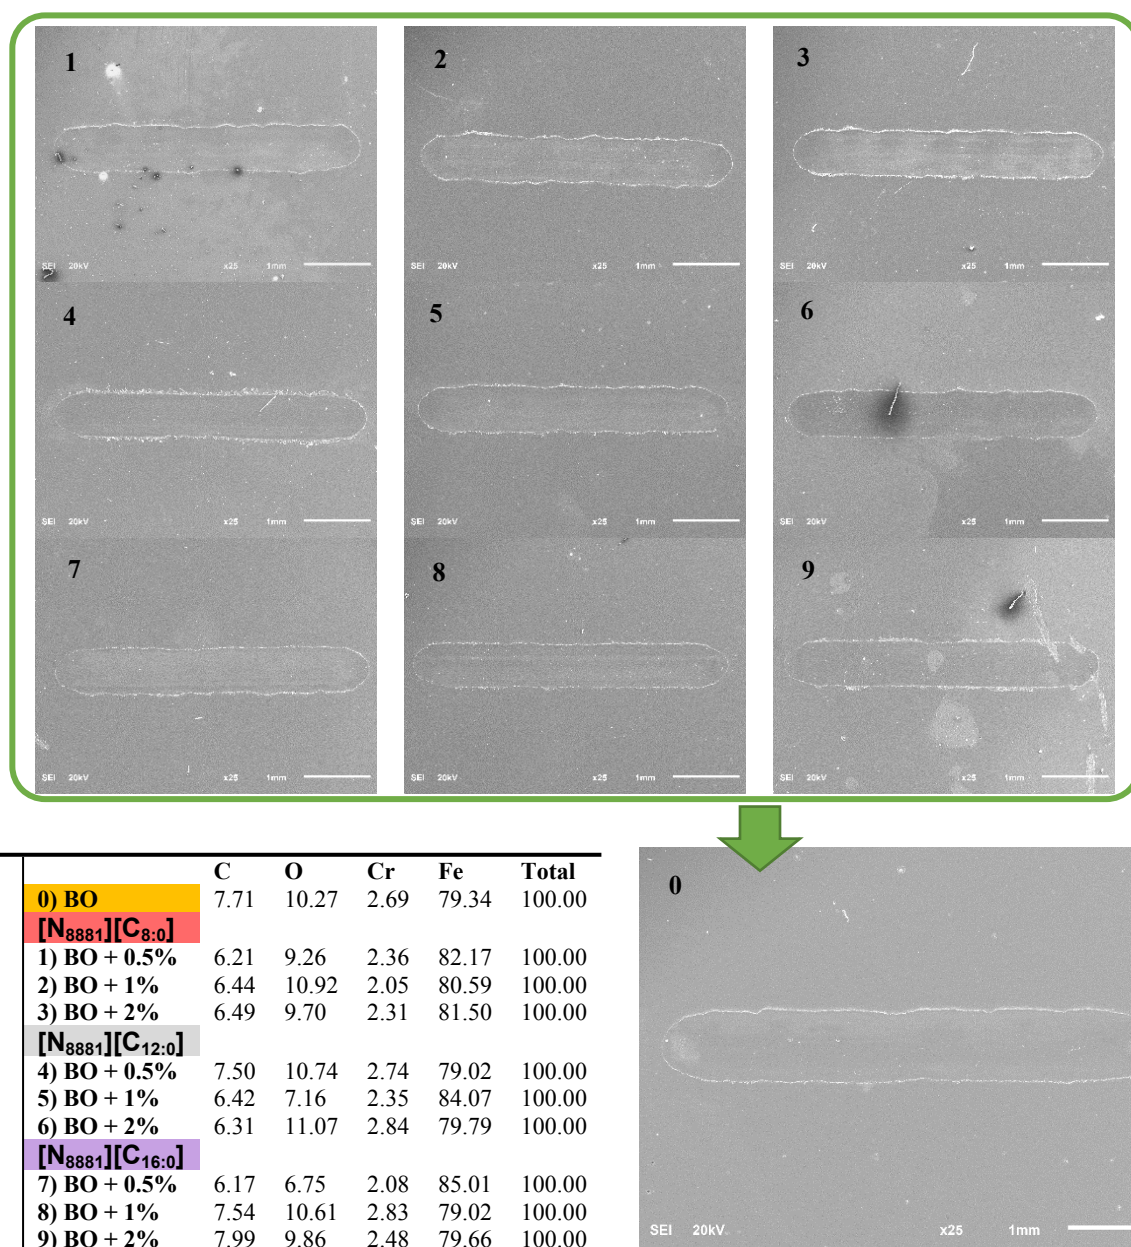 1 2 3
SEI 20kV x25 1mm SEI 20kV x25 1mm SEI 20kV x25 1mm
4 5 6
SEI 20kV x25 1mm SEI 20kV x25 1mm SEI 20kV x25 1mm
7 8 9
SEI 20kV x25 1mm SEI 20kV x25 1mm SEI 20kV x25 1mm
C O Cr Fe Total
0) BO 7.71 10.27 2.69 79.34 100.00
[N8881][C8:0]
1) BO + 0.5% 6.21 9.26 2.36 82.17 100.00
2) BO + 1% 6.44 10.92 2.05 80.59 100.00
3) BO + 2% 6.49 9.70 2.31 81.50 100.00
[N8881][C12:0]
4) BO + 0.5% 7.50 10.74 2.74 79.02 100.00
5) BO + 1% 6.42 7.16 2.35 84.07 100.00
6) BO + 2% 6.31 11.07 2.84 79.79 100.00
[N8881][C16:0]
7) BO + 0.5% 6.17 6.75 2.08 85.01 100.00
8) BO + 1% 7.54 10.61 2.83 79.02 100.00
9) BO + 2% 7.99 9.86 2.48 79.66 100.00
0
SEI 20kV x25 1mm